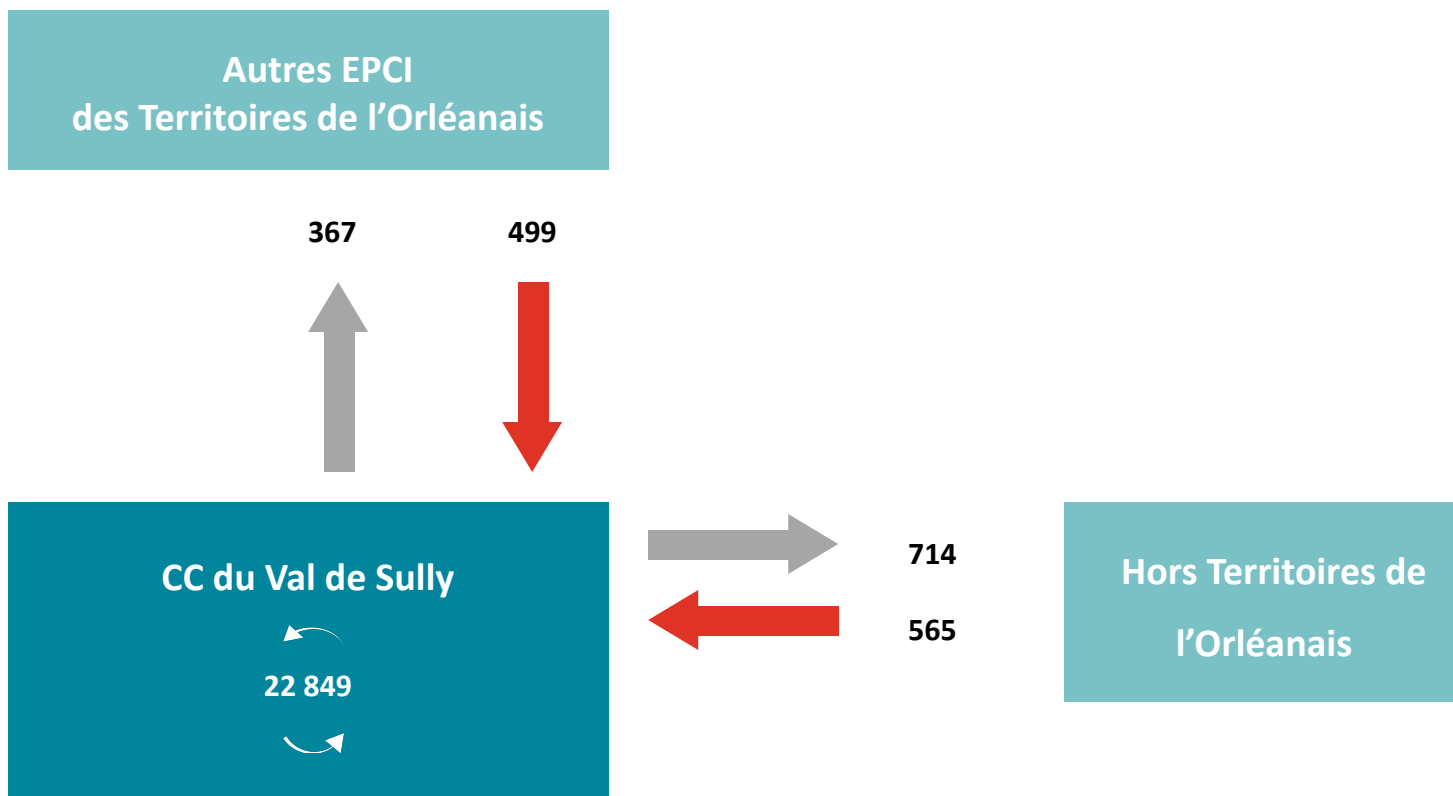 Autres EPCI
des Territoires de l’Orléanais
367 499
CC du Val de Sully
22 849
714
565
Hors Territoires de
l’Orléanais